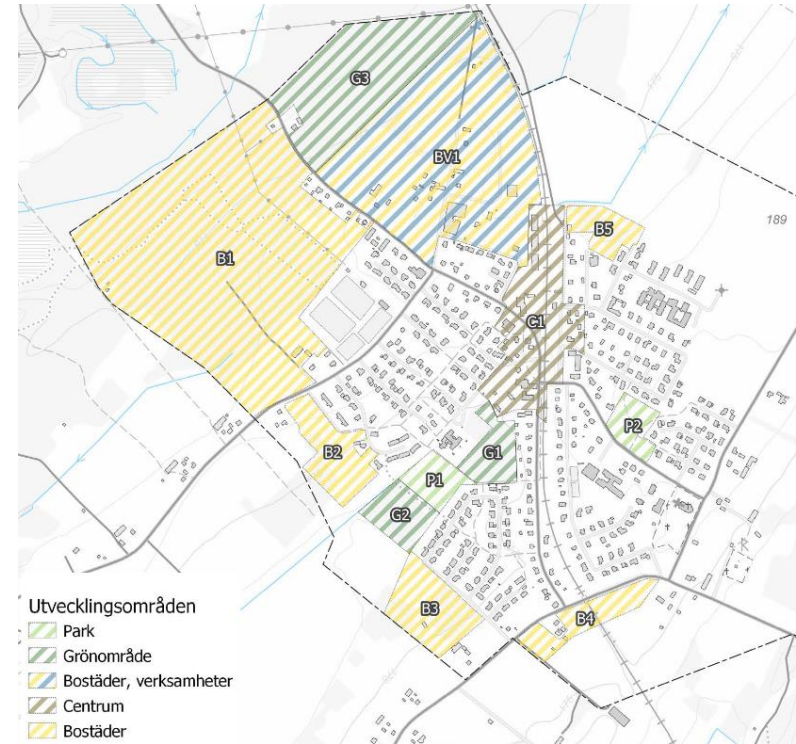 G3
BV1
B5
189
B1
C1
P2
G1
B2
P1
G2
B3
B4
Utvecklingsområden
Park
Grönområde
Bostäder, verksamheter
Centrum
Bostäder